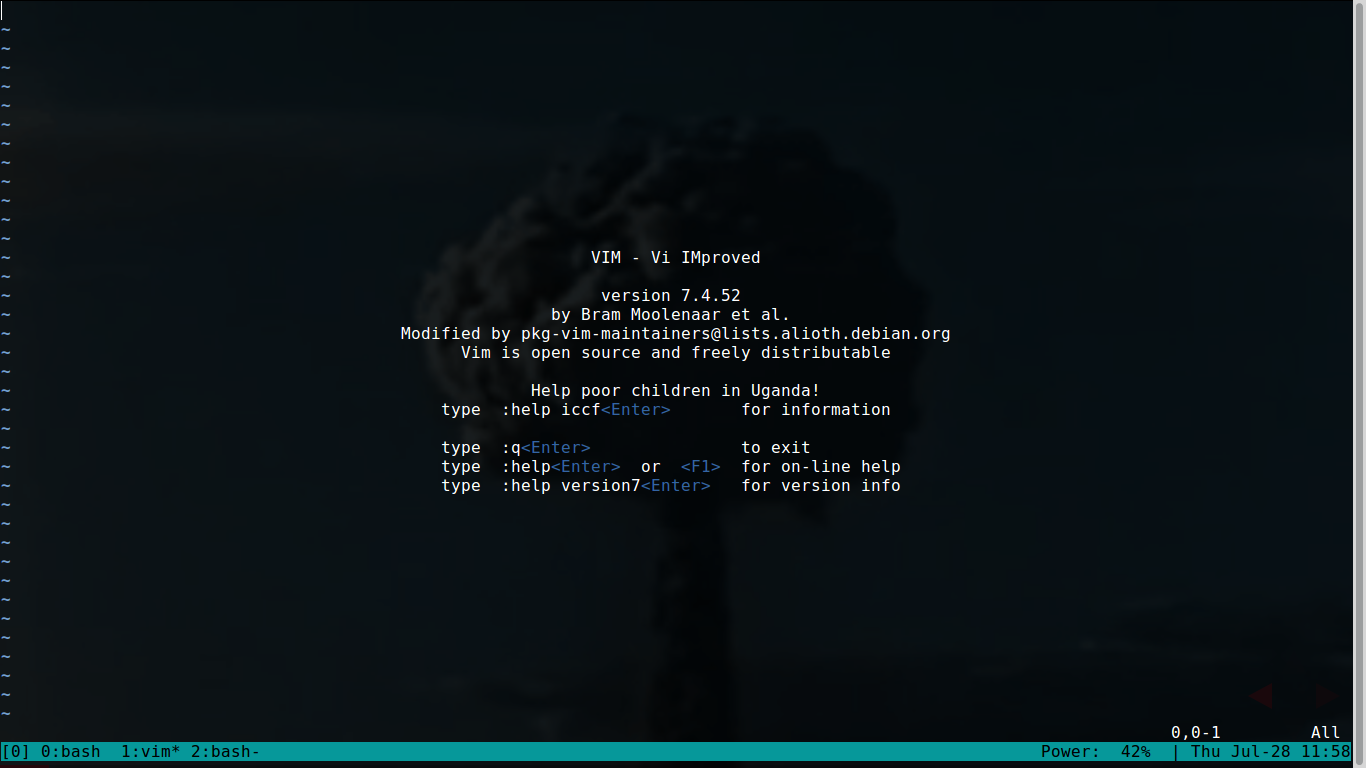 ~
~
~
~
~
~
~
~
~
~
~
~
~ VIM - Vi IMproved
~
~ version 7.4.52
~ by Bram Moolenaar et al.
~ Modified by pkg-vim-maintainers@lists.alioth.debian.org
~ Vim is open source and freely distributable
~
~ Help poor children in Uganda!
~ type :help iccf<Enter> for information
~
~ type :q<Enter> to exit
~ type :help<Enter> or <F1> for on-line help
~ type :help version7<Enter> for version info
~
~
~
~
~
~
~
~
~
~
~
~
0,0-1 All
[0] 0:bash 1:vim* 2:bash- Power: 42% | Thu Jul-28 11:58